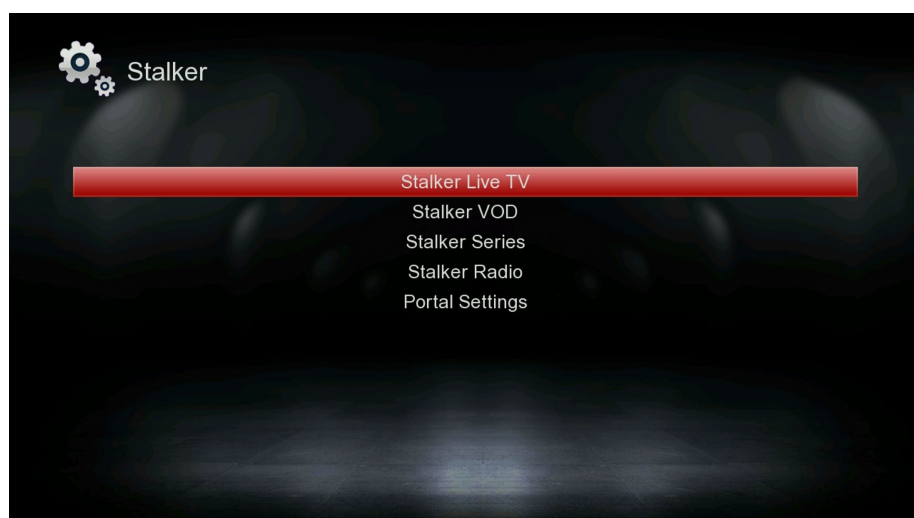 Stalker
Stalker Live TV
Stalker VOD
Stalker Series
Stalker Radio
Portal Settings